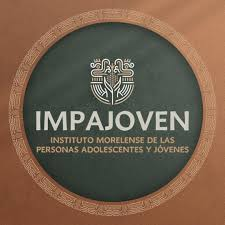 IMPAJOVEN
INSTITUTO MORELENSE DE LAS
PERSONAS ADOLESCENTES Y JÓVENES